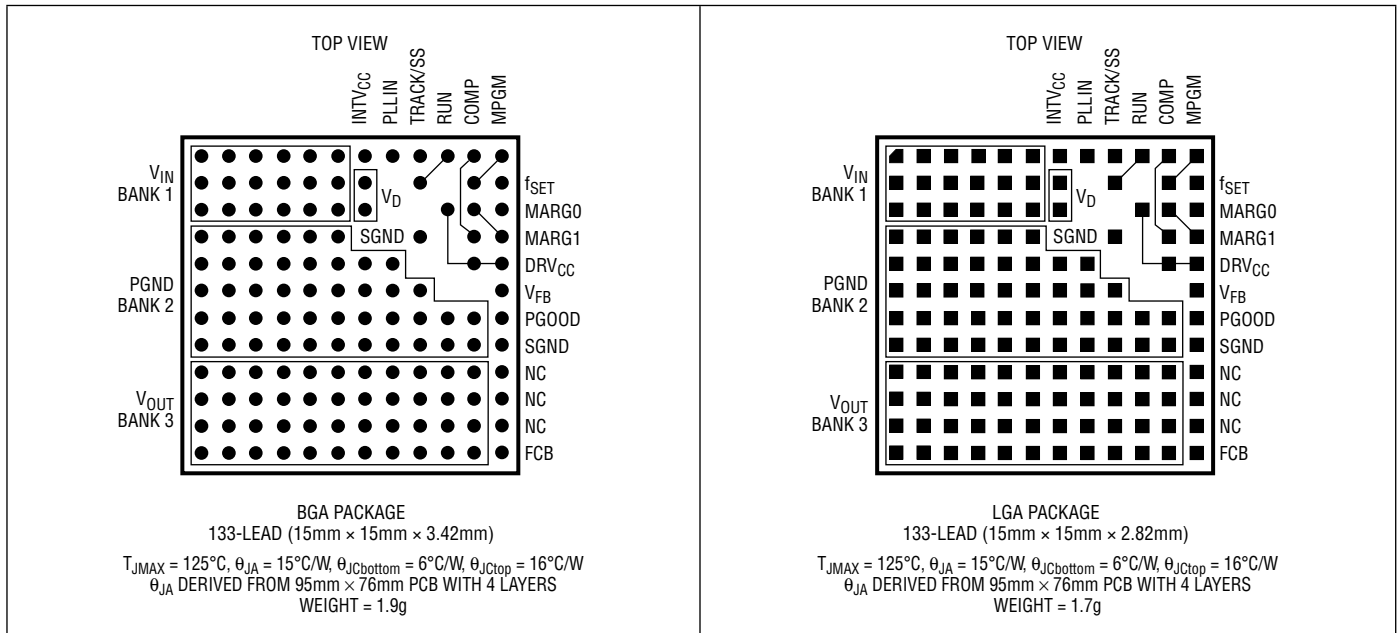 TOP VIEW
INTVCC
PLLIN
TRACK/SS
RUN
COMP
MPGM
VIN
BANK 1
VD
fSET
MARG0
SGND
MARG1
DRVCC
PGND
BANK 2
VFB
PGOOD
SGND
VOUT
BANK 3
NC
NC
NC
FCB
BGA PACKAGE
133-LEAD (15mm × 15mm × 3.42mm)
TJMAX = 125°C, θJA = 15°C/W, θJCbottom = 6°C/W, θJCtop = 16°C/W
θJA DERIVED FROM 95mm × 76mm PCB WITH 4 LAYERS
WEIGHT = 1.9g
TOP VIEW
INTVCC
PLLIN
TRACK/SS
RUN
COMP
MPGM
VIN
BANK 1
VD
fSET
MARG0
SGND
MARG1
DRVCC
PGND
BANK 2
VFB
PGOOD
SGND
VOUT
BANK 3
NC
NC
NC
FCB
LGA PACKAGE
133-LEAD (15mm × 15mm × 2.82mm)
TJMAX = 125°C, θJA = 15°C/W, θJCbottom = 6°C/W, θJCtop = 16°C/W
θJA DERIVED FROM 95mm × 76mm PCB WITH 4 LAYERS
WEIGHT = 1.7g